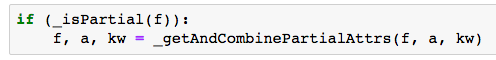 if (_isPartial(f)):
    f, a, kw = _getAndCombinePartialAttrs(f, a, kw)